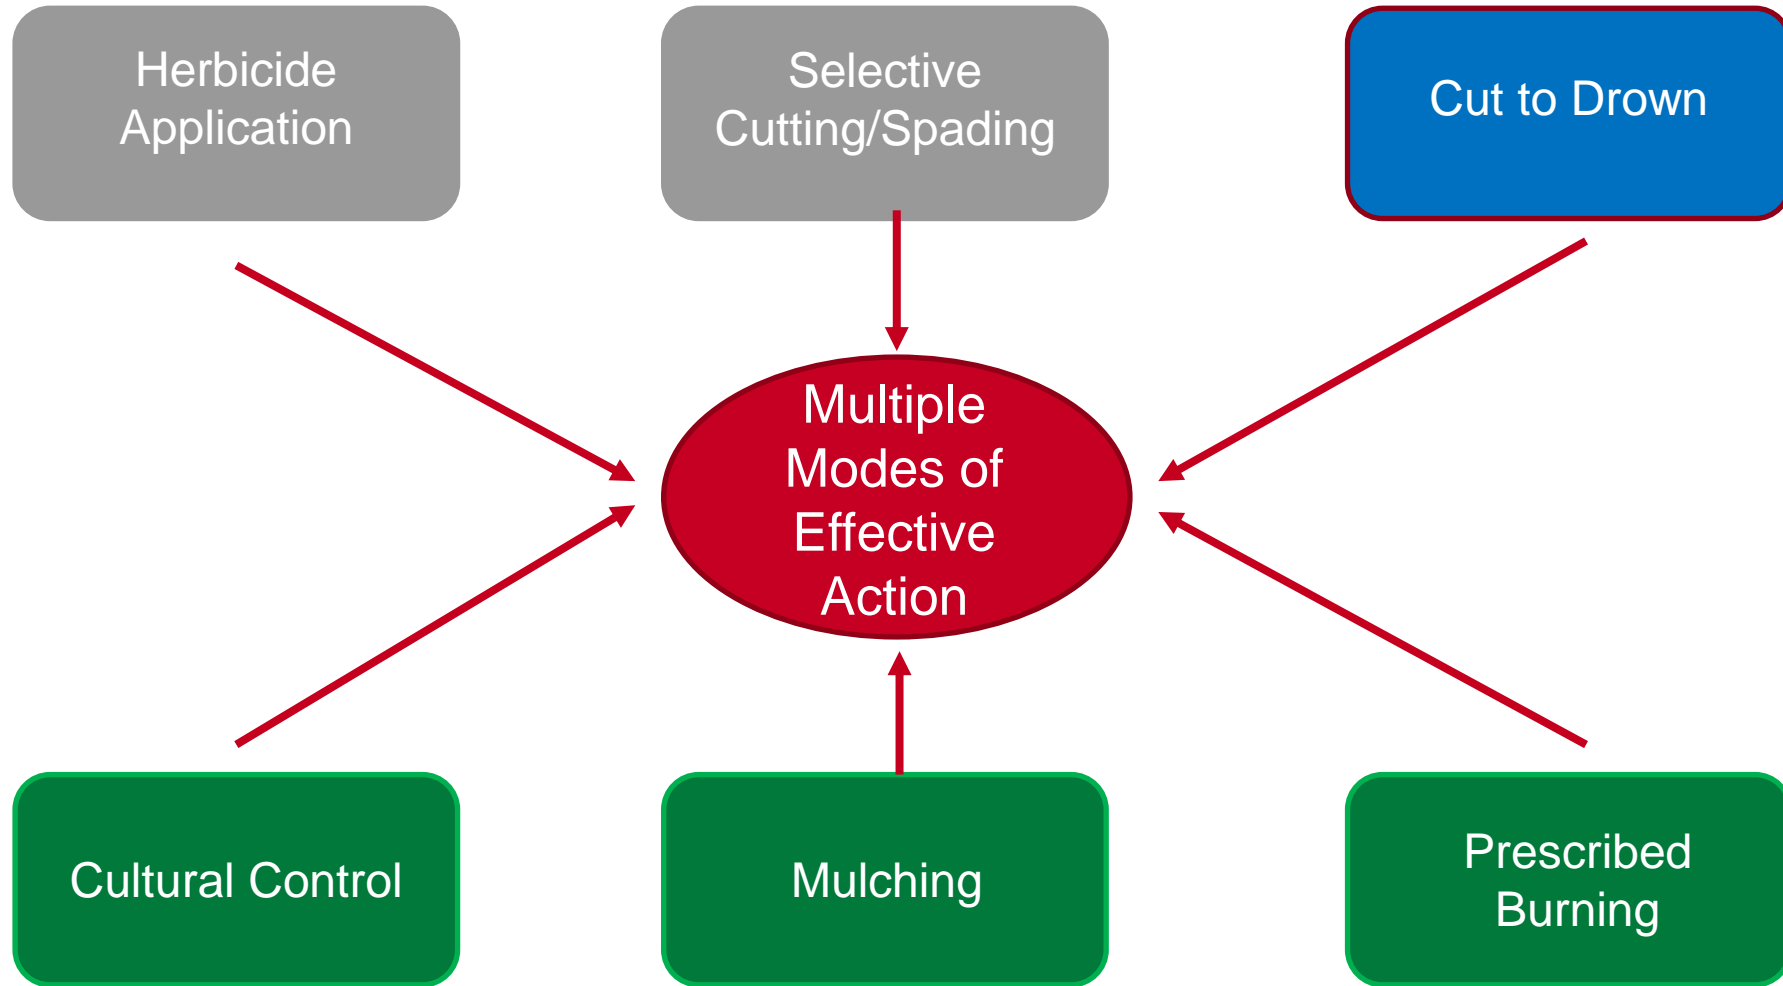 Herbicide
Application
Selective
Cutting/Spading
Cut to Drown
Multiple
Modes of
Effective
Action
Cultural Control
Mulching
Prescribed
Burning